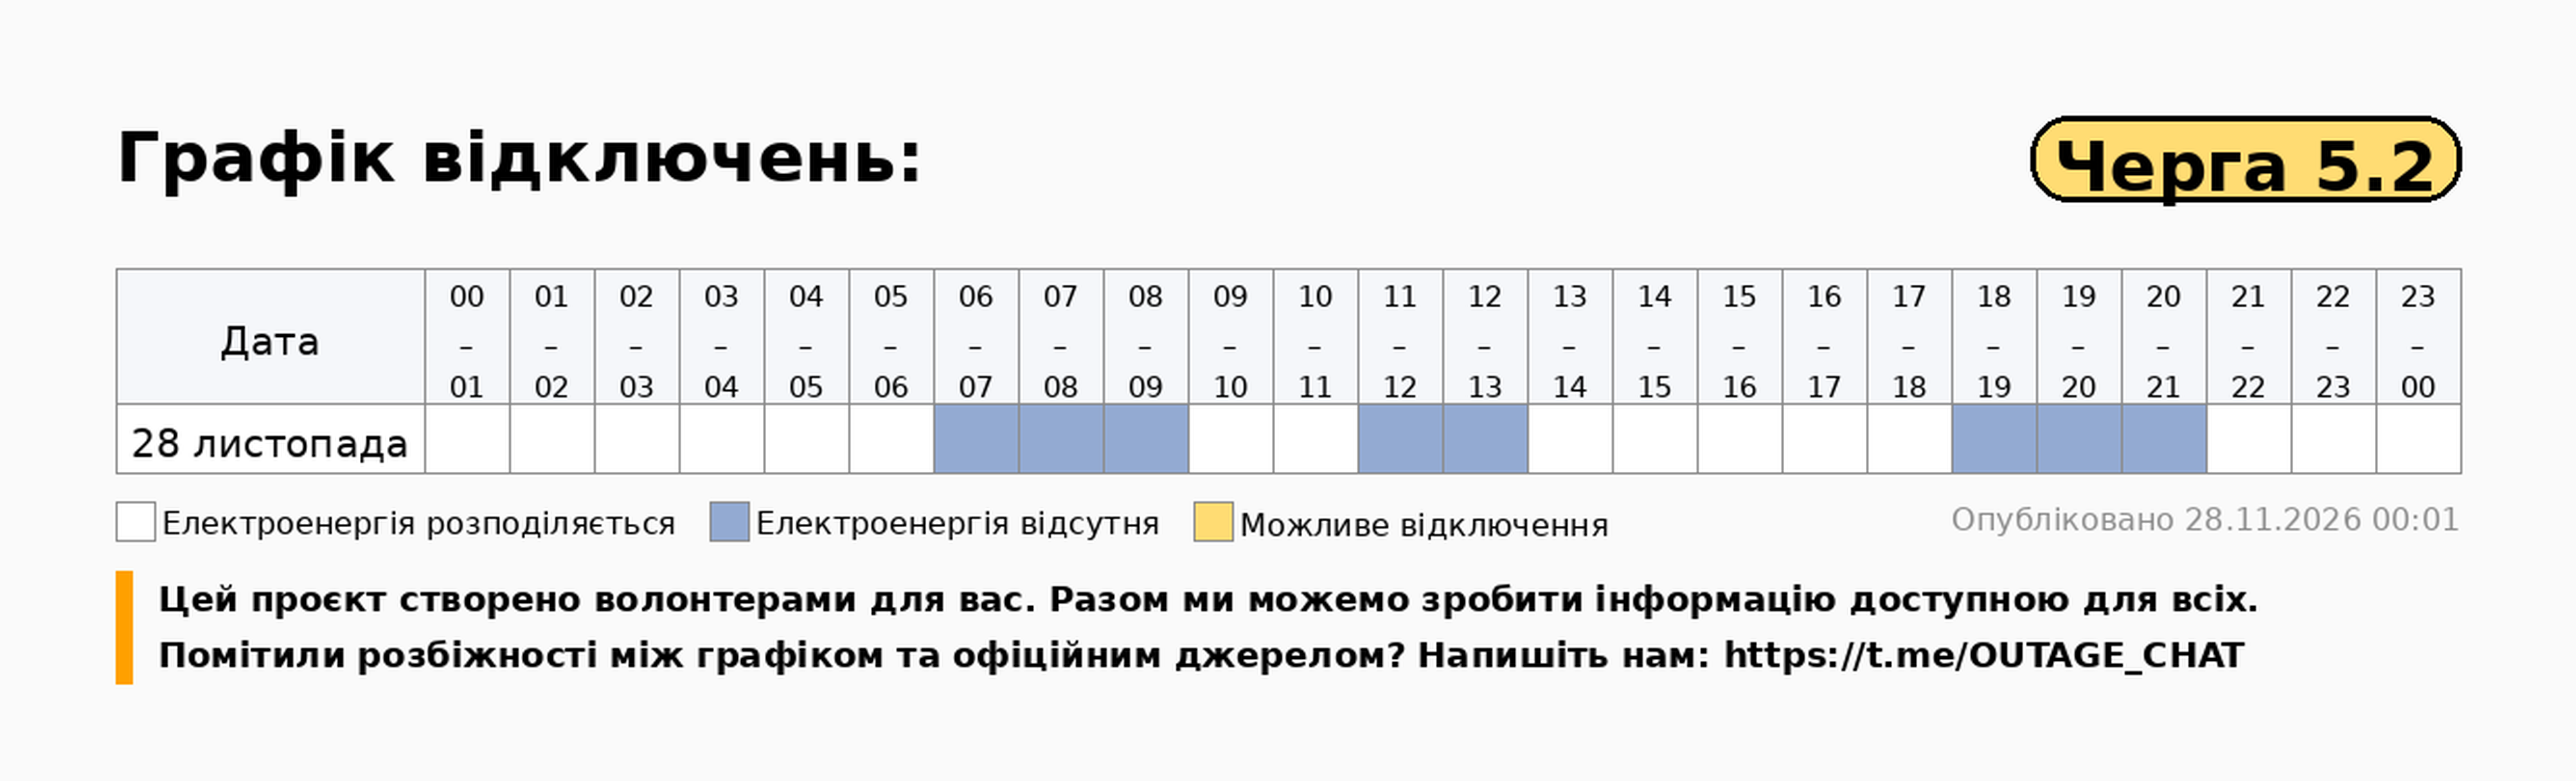 Графік відключень:
Черга 5.2
Дата
00 – 01
01 – 02
02 – 03
03 – 04
04 – 05
05 – 06
06 – 07
07 – 08
08 – 09
09 – 10
10 – 11
11 – 12
12 – 13
13 – 14
14 – 15
15 – 16
16 – 17
17 – 18
18 – 19
19 – 20
20 – 21
21 – 22
22 – 23
23 – 00
28 листопада
Електроенергія розподіляється
Електроенергія відсутня
Можливе відключення
Опубліковано 28.11.2026 00:01
Цей проєкт створено волонтерами для вас. Разом ми можемо зробити інформацію доступною для всіх.
Помітили розбіжності між графіком та офіційним джерелом? Напишіть нам: https://t.me/OUTAGE_CHAT